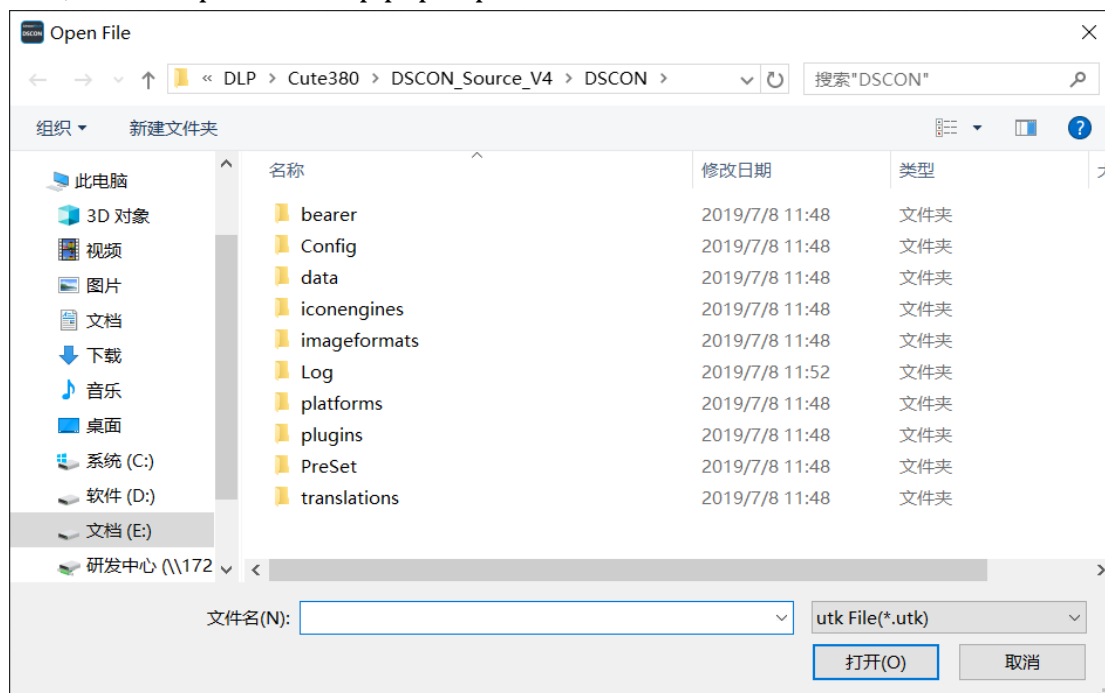 DSCON Open File
« DLP > Cute380 > DSCON_Source_V4 > DSCON > 搜索"DSCON"
组织 新建文件夹 ?
名称 修改日期 类型
此电脑
3D 对象
视频
图片
文档
下载
音乐
桌面
系统 (C:)
软件 (D:)
文档 (E:)
研发中心 (\\172
bearer 2019/7/8 11:48 文件夹
Config 2019/7/8 11:48 文件夹
data 2019/7/8 11:48 文件夹
iconengines 2019/7/8 11:48 文件夹
imageformats 2019/7/8 11:48 文件夹
Log 2019/7/8 11:52 文件夹
platforms 2019/7/8 11:48 文件夹
plugins 2019/7/8 11:48 文件夹
PreSet 2019/7/8 11:48 文件夹
translations 2019/7/8 11:48 文件夹
文件名(N): utk File(*.utk)
打开(O) 取消